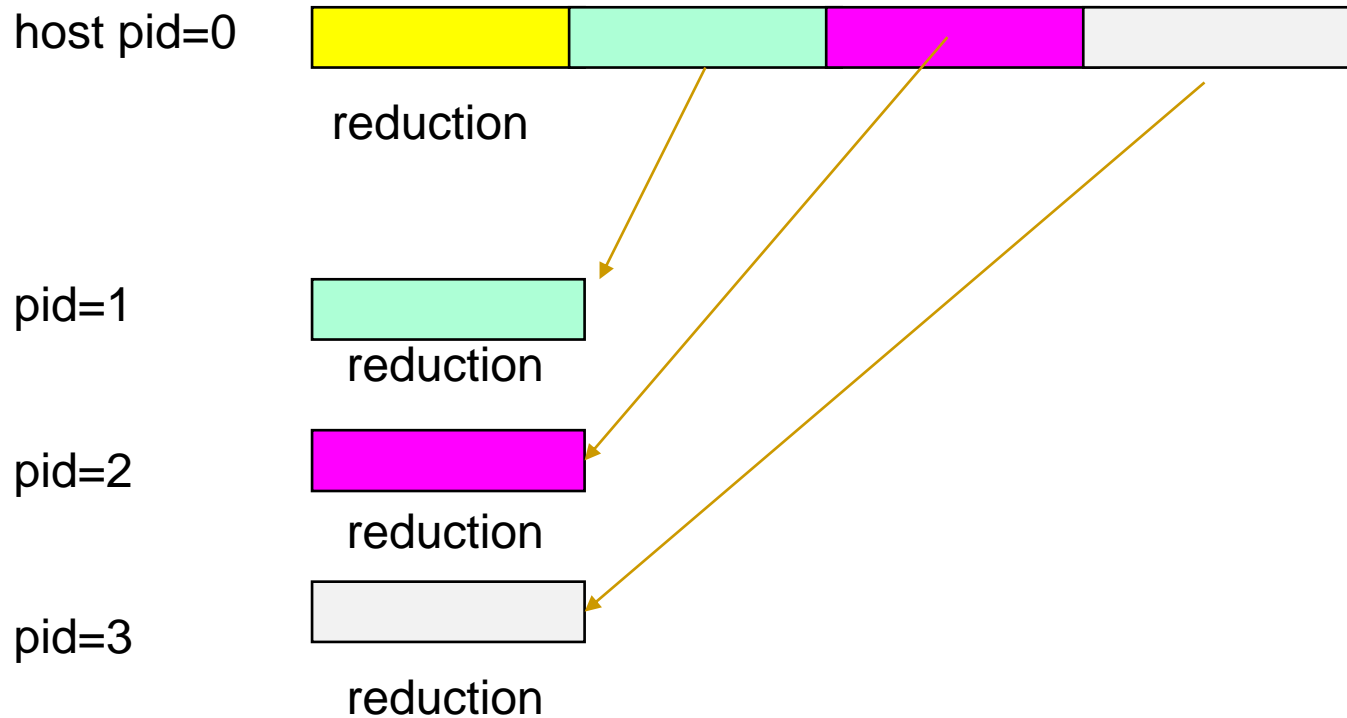 host pid=0
reduction
pid=1
reduction
pid=2
reduction
pid=3
reduction